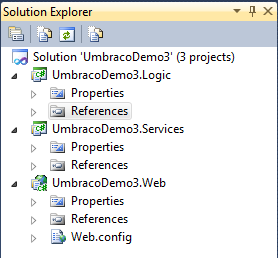 Solution Explorer
Solution 'UmbracoDemo3' (3 projects)
UmbracoDemo3.Logic
Properties
References
UmbracoDemo3.Services
Properties
References
UmbracoDemo3.Web
Properties
References
Web.config